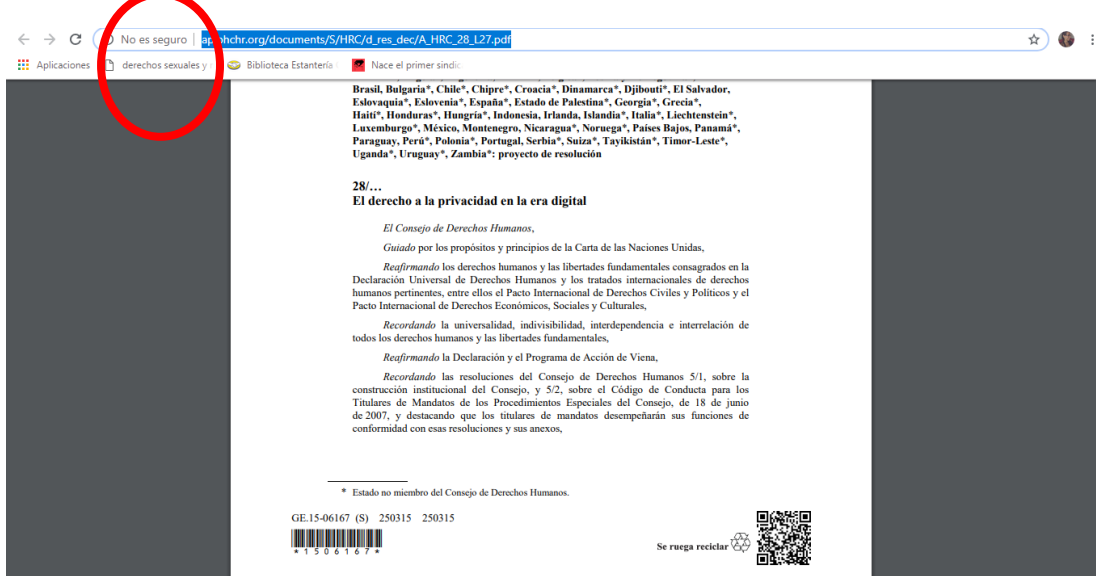 No es seguro | ap.ohchr.org/documents/S/HRC/d_res_dec/A_HRC_28_L27.pdf
Aplicaciones derechos sexuales y Biblioteca Estantería Nace el primer sindic
Brasil, Bulgaria*, Chile*, Chipre*, Croacia*, Dinamarca*, Djibouti*, El Salvador,
Eslovaquia*, Eslovenia*, España*, Estado de Palestina*, Georgia*, Grecia*,
Haití*, Honduras*, Hungría*, Indonesia, Irlanda, Islandia*, Italia*, Liechtenstein*,
Luxemburgo*, México, Montenegro, Nicaragua*, Noruega*, Países Bajos, Panamá*,
Paraguay, Perú*, Polonia*, Portugal, Serbia*, Suiza*, Tayikistán*, Timor-Leste*,
Uganda*, Uruguay*, Zambia*: proyecto de resolución
28/…
El derecho a la privacidad en la era digital
El Consejo de Derechos Humanos,
Guiado por los propósitos y principios de la Carta de las Naciones Unidas,
Reafirmando los derechos humanos y las libertades fundamentales consagrados en la
Declaración Universal de Derechos Humanos y los tratados internacionales de derechos
humanos pertinentes, entre ellos el Pacto Internacional de Derechos Civiles y Políticos y el
Pacto Internacional de Derechos Económicos, Sociales y Culturales,
Recordando la universalidad, indivisibilidad, interdependencia e interrelación de
todos los derechos humanos y las libertades fundamentales,
Reafirmando la Declaración y el Programa de Acción de Viena,
Recordando las resoluciones del Consejo de Derechos Humanos 5/1, sobre la
construcción institucional del Consejo, y 5/2, sobre el Código de Conducta para los
Titulares de Mandatos de los Procedimientos Especiales del Consejo, de 18 de junio
de 2007, y destacando que los titulares de mandatos desempeñarán sus funciones de
conformidad con esas resoluciones y sus anexos,
* Estado no miembro del Consejo de Derechos Humanos.
GE.15-06167 (S) 250315 250315
*1506167*
Se ruega reciclar